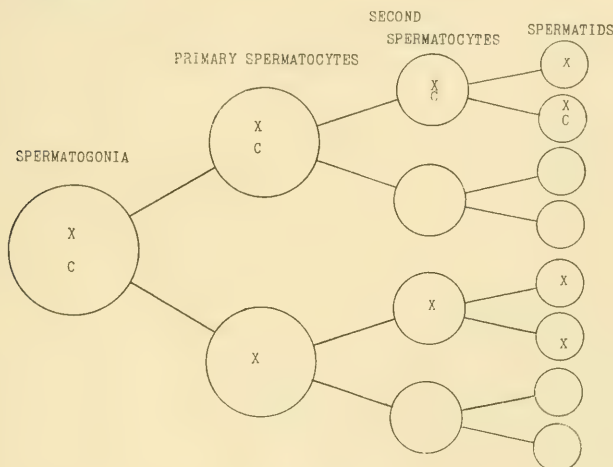 SECOND
SPERMATOCYTES
SPERMATIDS
PRIMARY SPERMATOCYTES
SPERMATOGONIA
X
C
X
C
X
X
C
X
X
C
X
X
X